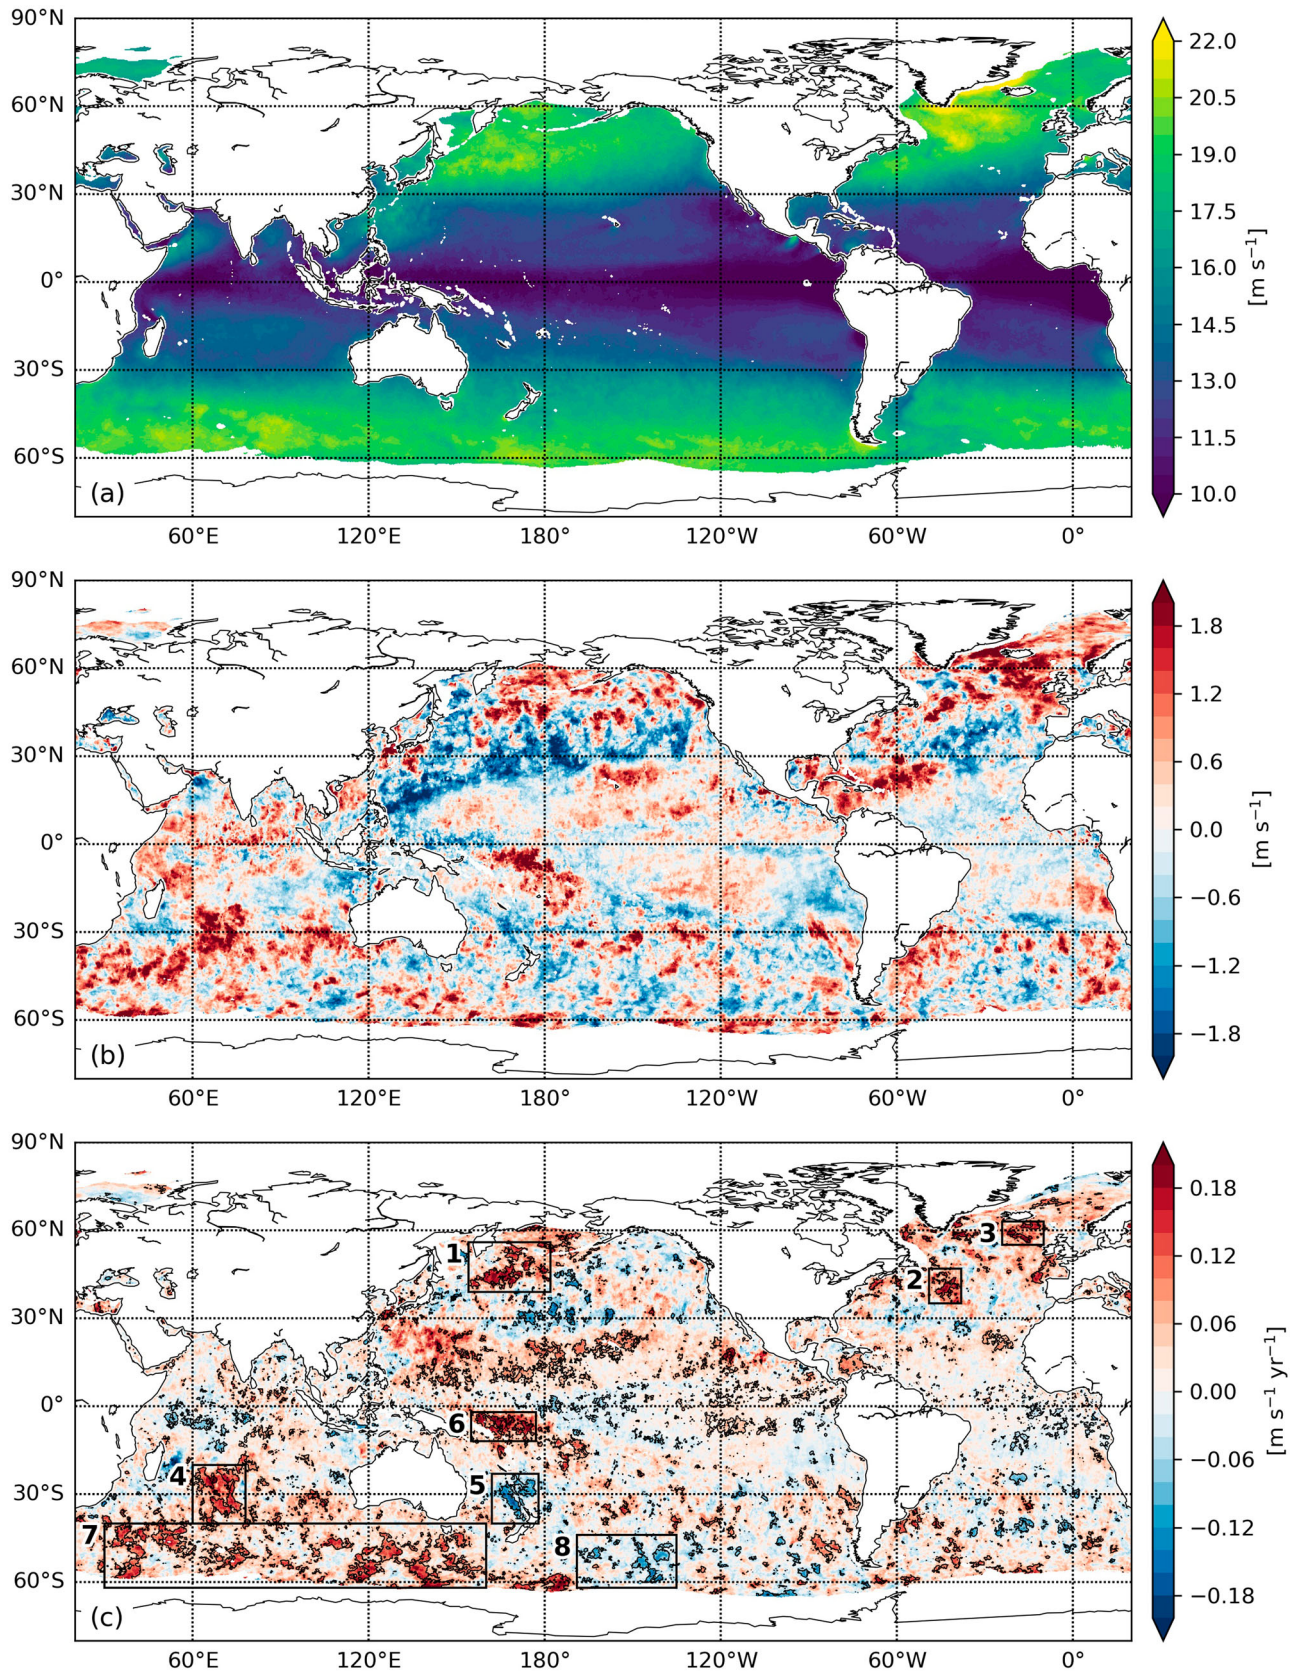 90°N
60°N
30°N
0°
30°S
60°S
(a)
60°E 120°E 180° 120°W 60°W 0°
22.0
20.5
19.0
17.5
16.0
14.5
13.0
11.5
10.0
[m s⁻¹]
90°N
60°N
30°N
0°
30°S
60°S
(b)
60°E 120°E 180° 120°W 60°W 0°
1.8
1.2
0.6
0.0
−0.6
−1.2
−1.8
[m s⁻¹]
90°N
60°N
30°N
0°
30°S
60°S
1
2
3
4
5
6
7
8
(c)
60°E 120°E 180° 120°W 60°W 0°
0.18
0.12
0.06
0.00
−0.06
−0.12
−0.18
[m s⁻¹ yr⁻¹]